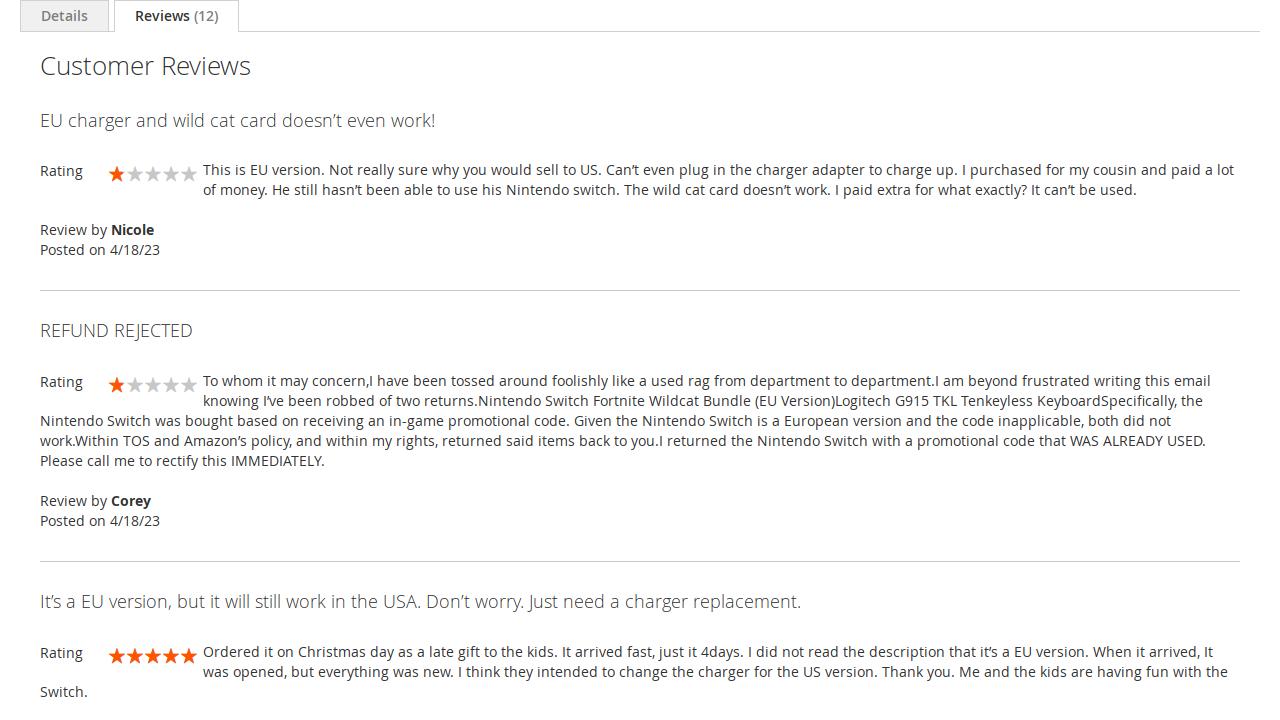 Details
Reviews (12)
Customer Reviews
EU charger and wild cat card doesn’t even work!
Rating
This is EU version. Not really sure why you would sell to US. Can’t even plug in the charger adapter to charge up. I purchased for my cousin and paid a lot
of money. He still hasn’t been able to use his Nintendo switch. The wild cat card doesn’t work. I paid extra for what exactly? It can’t be used.
Review by Nicole
Posted on 4/18/23
REFUND REJECTED
Rating
To whom it may concern,I have been tossed around foolishly like a used rag from department to department.I am beyond frustrated writing this email
knowing I’ve been robbed of two returns.Nintendo Switch Fortnite Wildcat Bundle (EU Version)Logitech G915 TKL Tenkeyless KeyboardSpecifically, the
Nintendo Switch was bought based on receiving an in-game promotional code. Given the Nintendo Switch is a European version and the code inapplicable, both did not
work.Within TOS and Amazon’s policy, and within my rights, returned said items back to you.I returned the Nintendo Switch with a promotional code that WAS ALREADY USED.
Please call me to rectify this IMMEDIATELY.
Review by Corey
Posted on 4/18/23
It’s a EU version, but it will still work in the USA. Don’t worry. Just need a charger replacement.
Rating
Ordered it on Christmas day as a late gift to the kids. It arrived fast, just it 4days. I did not read the description that it’s a EU version. When it arrived, It
was opened, but everything was new. I think they intended to change the charger for the US version. Thank you. Me and the kids are having fun with the
Switch.